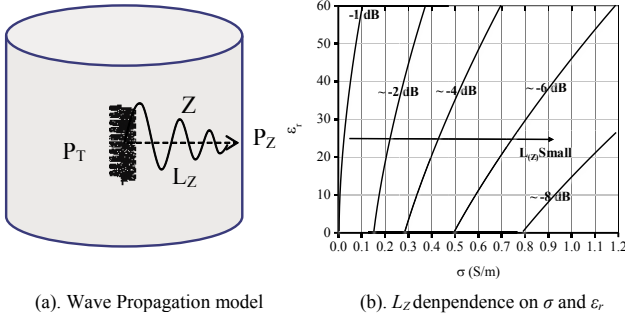 Z
P_T
P_Z
L_Z
(a). Wave Propagation model
60
50
40
30
20
10
0
ε_r
-1 dB
~ -2 dB
~ -4 dB
~ -6 dB
L_(Z) Small
~ -8 dB
0.0 0.1 0.2 0.3 0.4 0.5 0.6 0.7 0.8 0.9 1.0 1.1 1.2
σ (S/m)
(b). L_Z denpendence on σ and ε_r